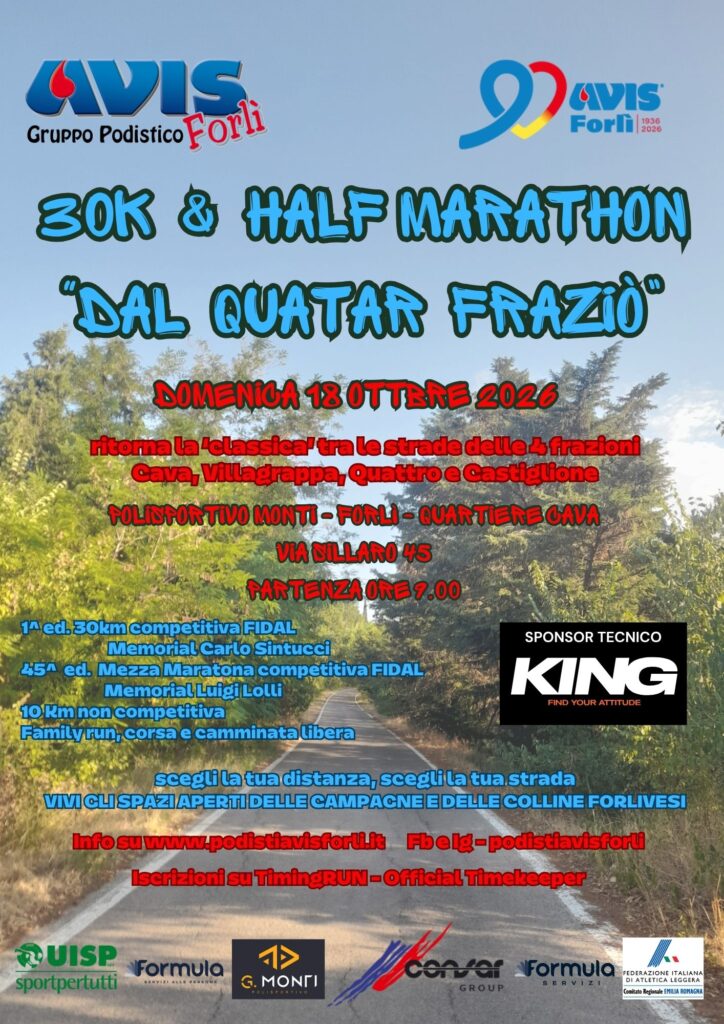 AVIS
Gruppo Podistico Forlì
90 AVIS
Forlì 1936 2026
30K & HALF MARATHON
"DAL QUATAR FRAZIÒ"
DOMENICA 18 OTTBRE 2026
ritorna la 'classica' tra le strade delle 4 frazioni
Cava, Villagrappa, Quattro e Castiglione
POLISPORTIVO MONTI - FORLÌ - QUARTIERE CAVA
VIA SILLARO 45
PARTENZA ORE 9.00
1^ ed. 30km competitiva FIDAL
Memorial Carlo Sintucci
45^ ed. Mezza Maratona competitiva FIDAL
Memorial Luigi Lolli
10 Km non competitiva
Family run, corsa e camminata libera
SPONSOR TECNICO
KING
FIND YOUR ATTITUDE
scegli la tua distanza, scegli la tua strada
VIVI GLI SPAZI APERTI DELLE CAMPAGNE E DELLE COLLINE FORLIVESI
Info su www.podistiavisforli.it Fb e Ig - podistiavisforli
Iscrizioni su TimingRUN - Official Timekeeper
UISP
sportpertutti
Formula
SERVIZI ALLE PERSONE
G. MONTI
POLISPORTIVO
consar
GROUP
Formula
SERVIZI
FEDERAZIONE ITALIANA
DI ATLETICA LEGGERA
Comitato Regionale EMILIA ROMAGNA